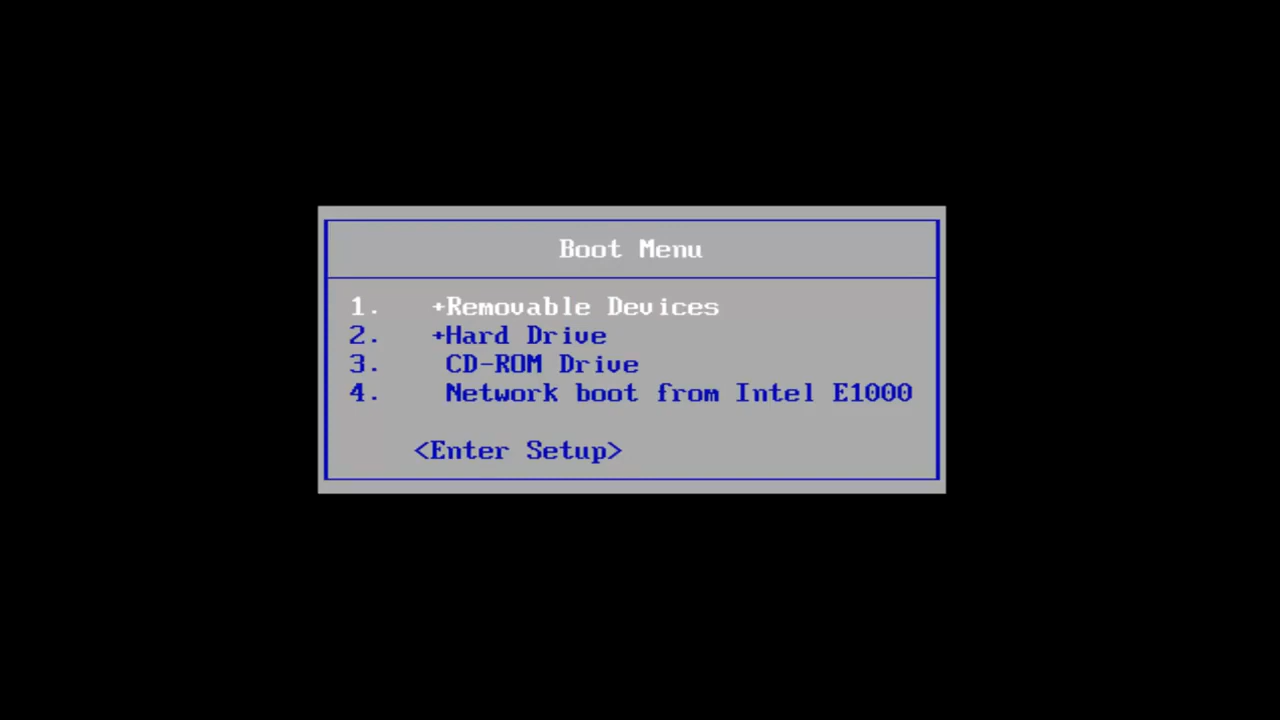 Boot Menu
1. +Removable Devices
2. +Hard Drive
3. CD-ROM Drive
4. Network boot from Intel E1000
<Enter Setup>